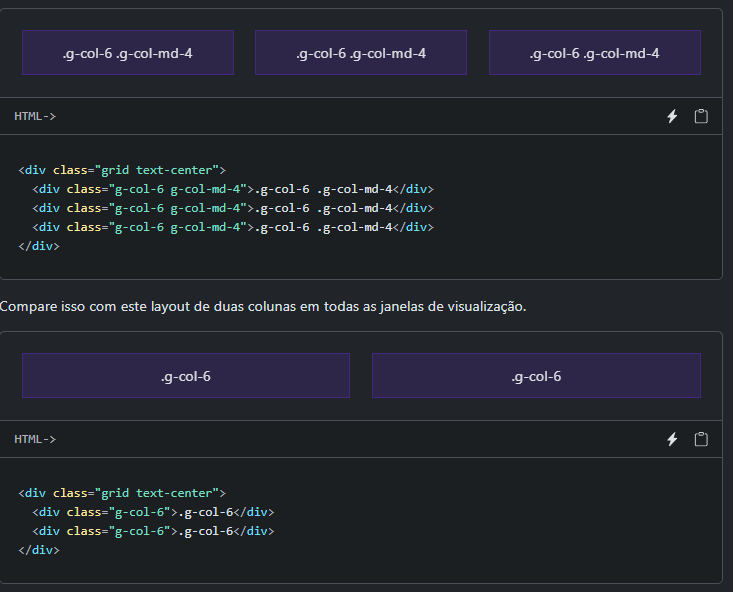 .g-col-6 .g-col-md-4 .g-col-6 .g-col-md-4 .g-col-6 .g-col-md-4
HTML->
<div class="grid text-center">
  <div class="g-col-6 g-col-md-4">.g-col-6 .g-col-md-4</div>
  <div class="g-col-6 g-col-md-4">.g-col-6 .g-col-md-4</div>
  <div class="g-col-6 g-col-md-4">.g-col-6 .g-col-md-4</div>
</div>
Compare isso com este layout de duas colunas em todas as janelas de visualização.
.g-col-6 .g-col-6
HTML->
<div class="grid text-center">
  <div class="g-col-6">.g-col-6</div>
  <div class="g-col-6">.g-col-6</div>
</div>